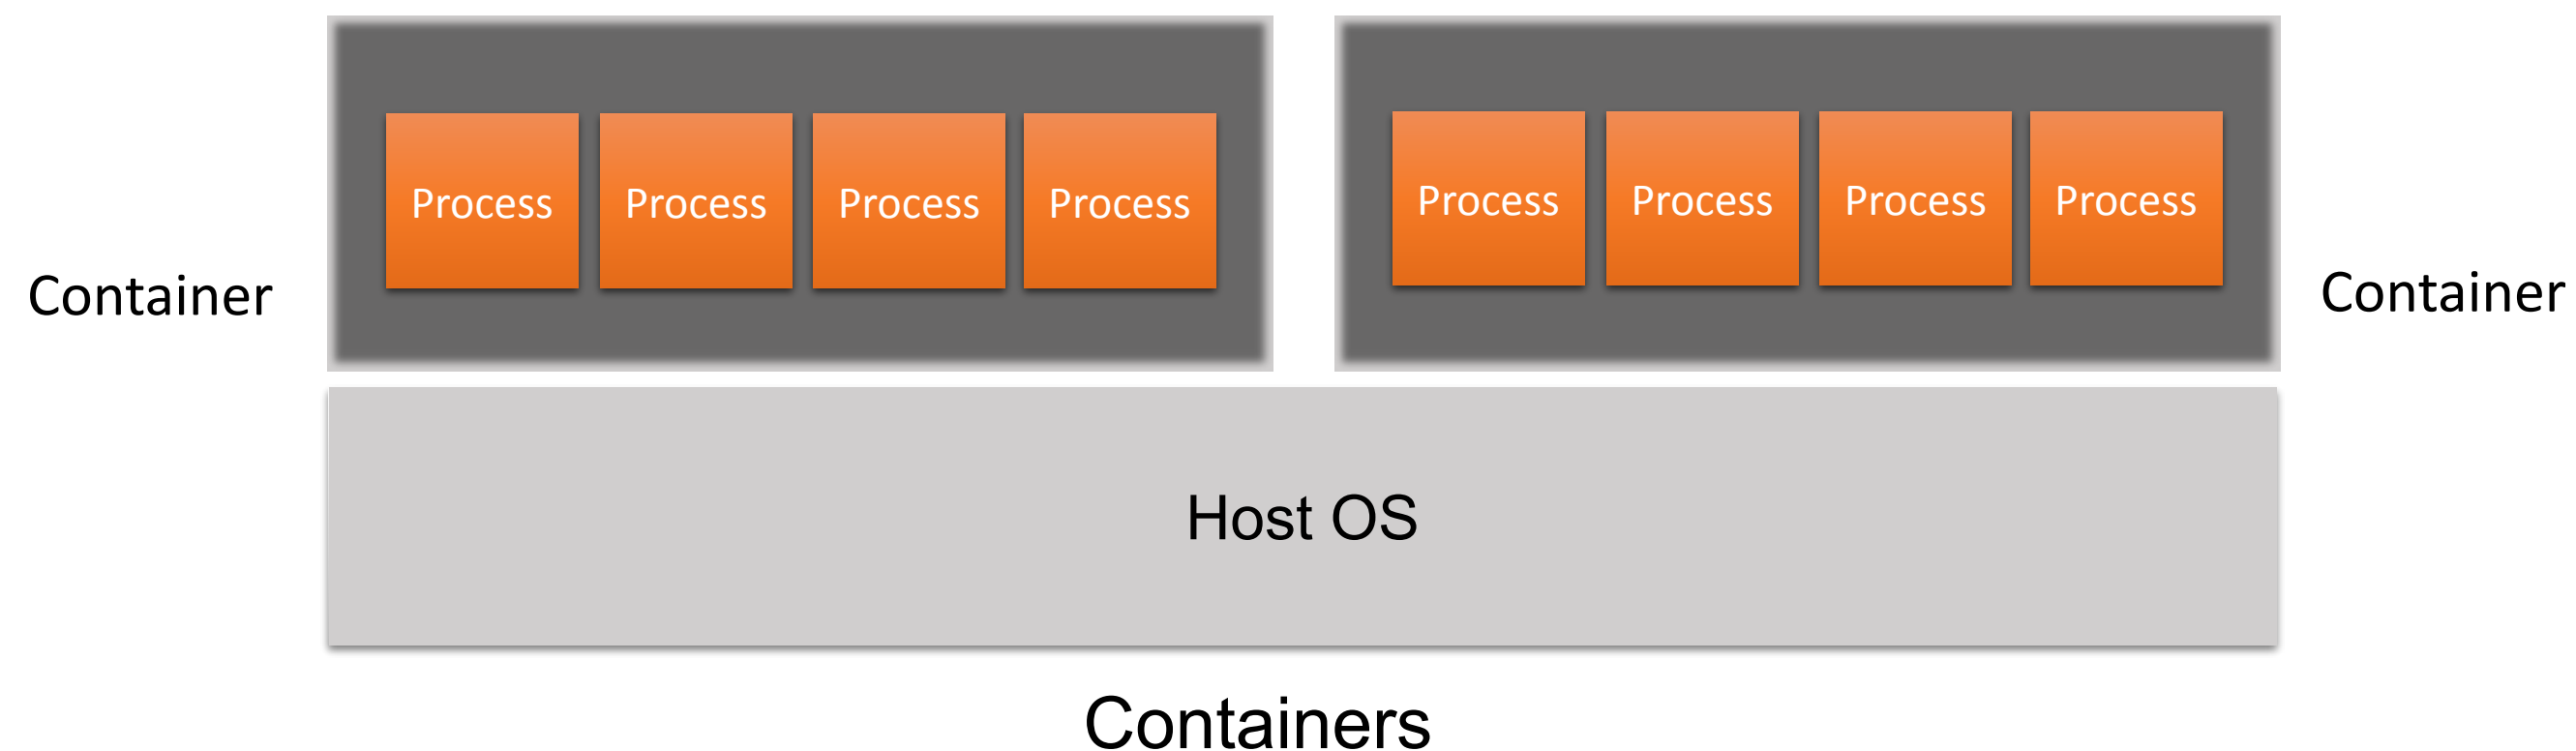 Process Process Process Process
Process Process Process Process
Container
Container
Host OS
Containers